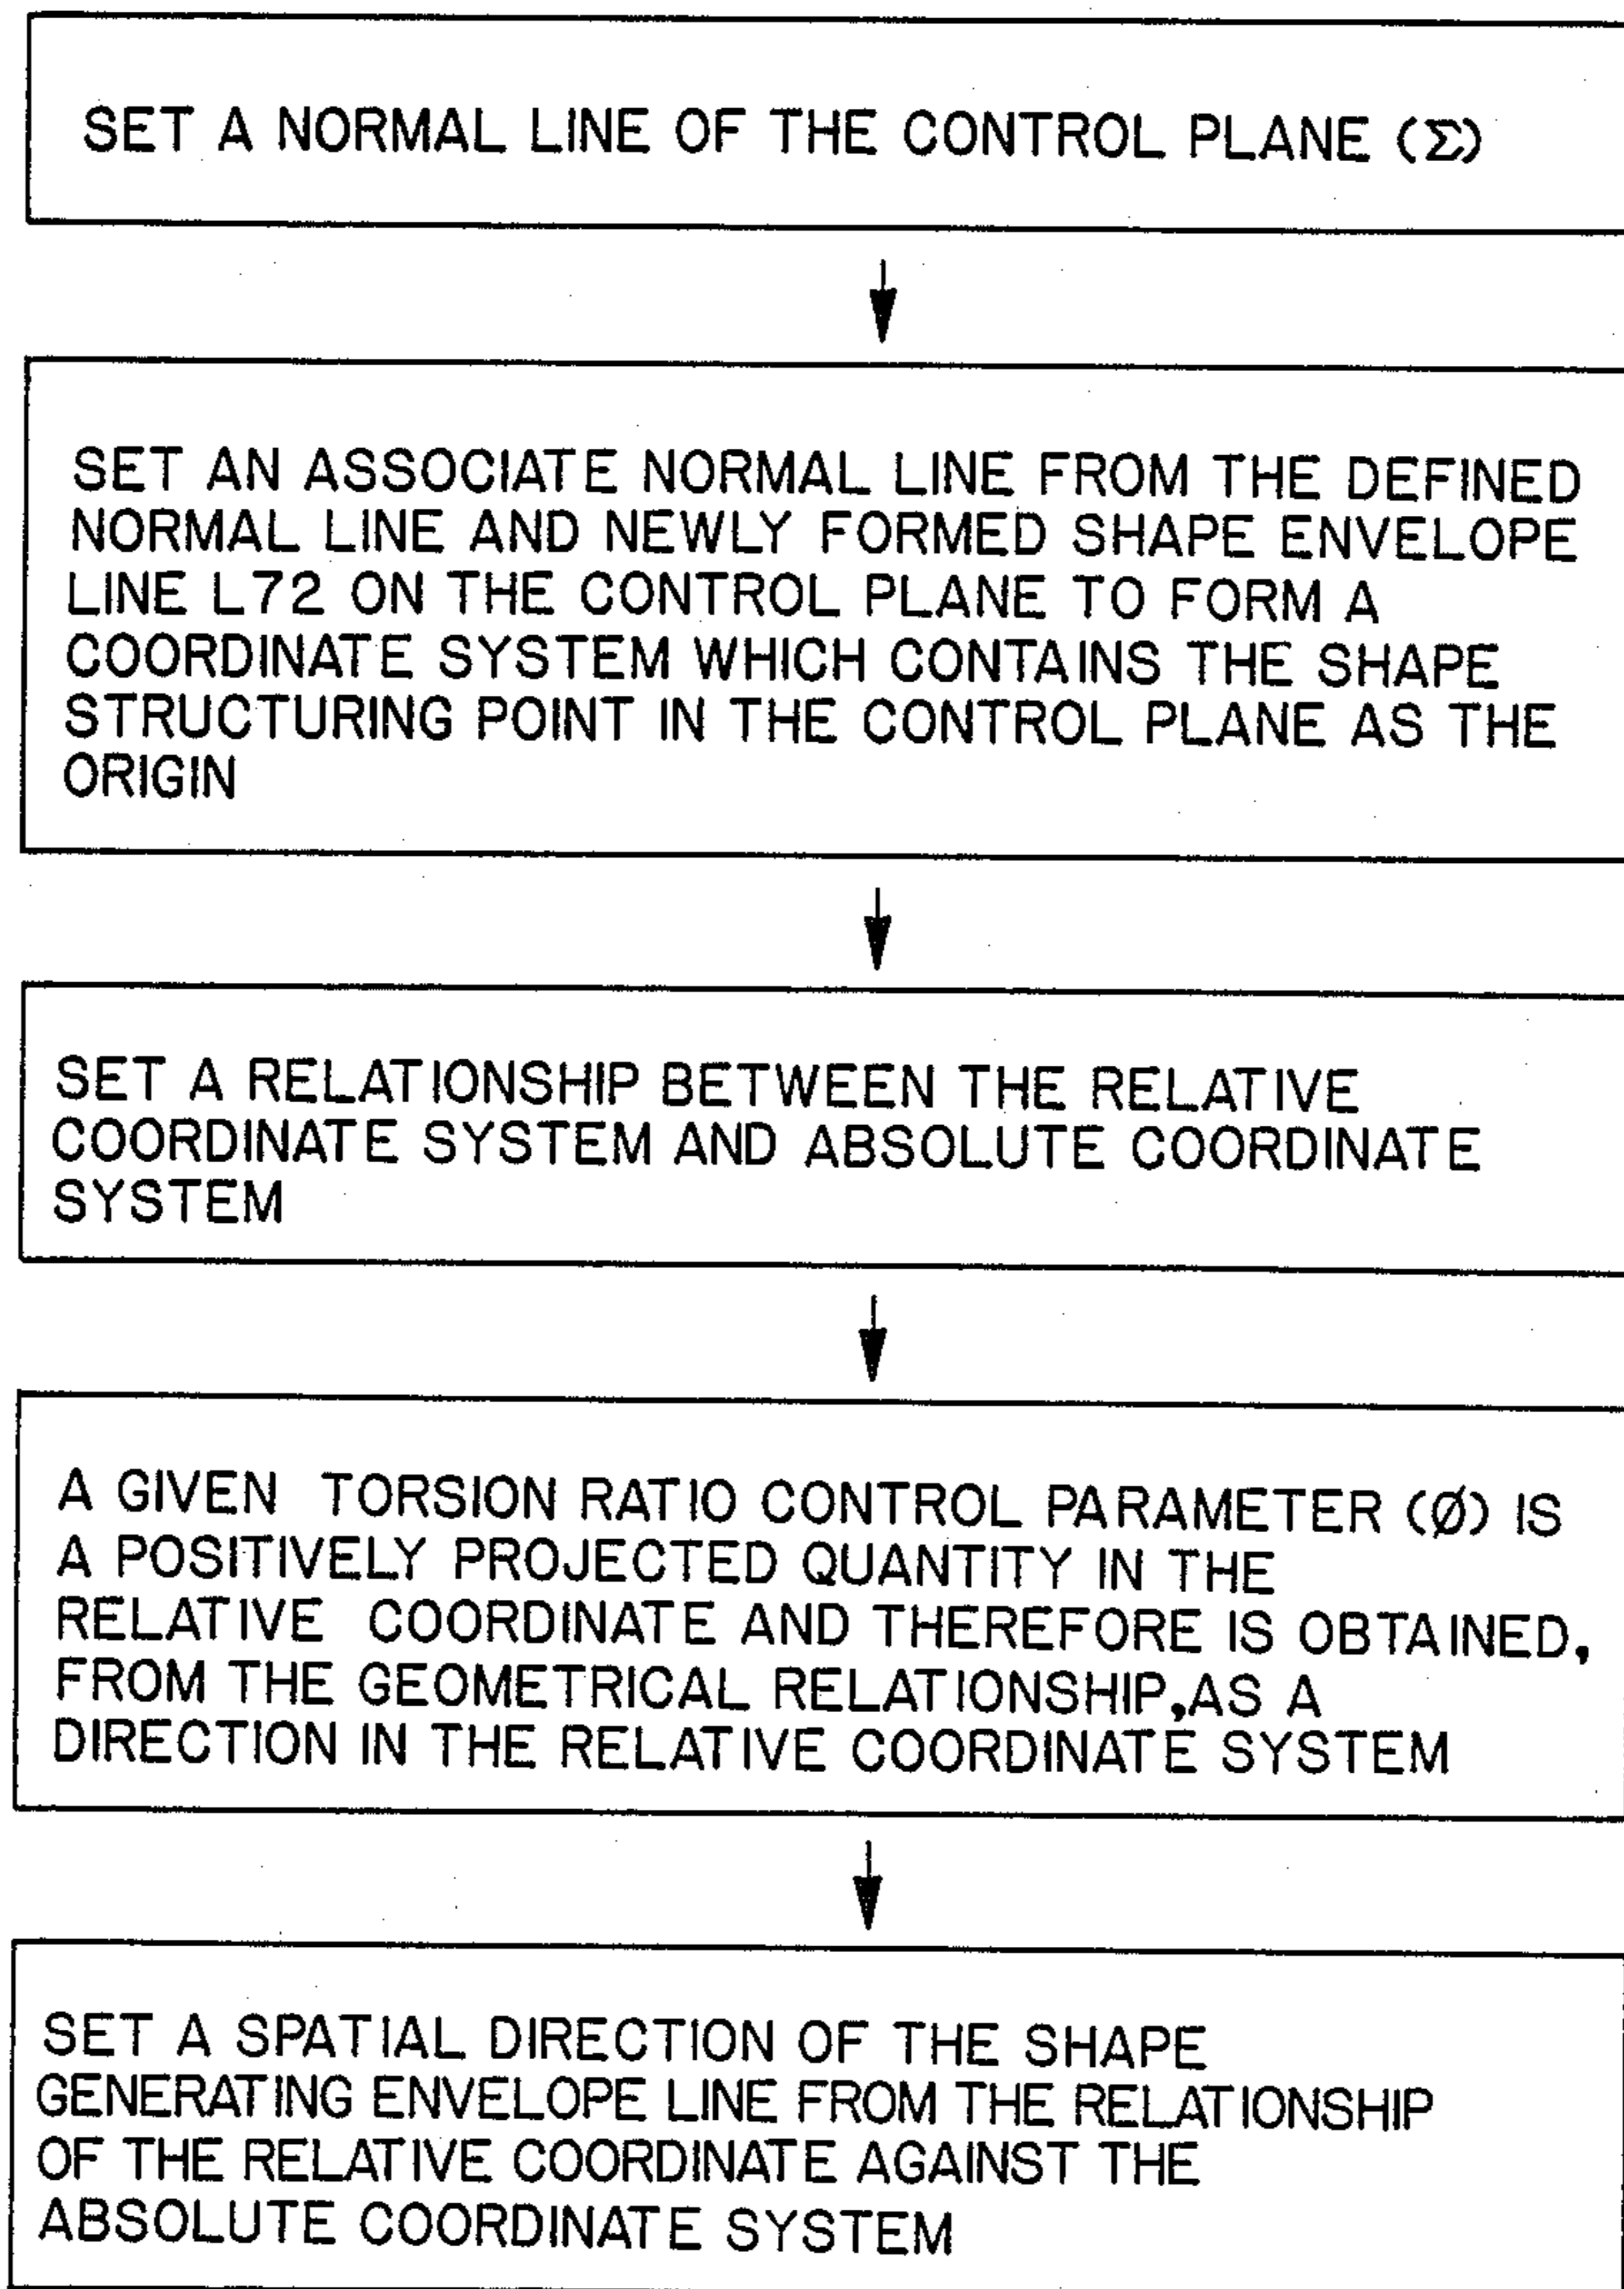 SET A NORMAL LINE OF THE CONTROL PLANE (Σ)
SET AN ASSOCIATE NORMAL LINE FROM THE DEFINED
NORMAL LINE AND NEWLY FORMED SHAPE ENVELOPE
LINE L72 ON THE CONTROL PLANE TO FORM A
COORDINATE SYSTEM WHICH CONTAINS THE SHAPE
STRUCTURING POINT IN THE CONTROL PLANE AS THE
ORIGIN
SET A RELATIONSHIP BETWEEN THE RELATIVE
COORDINATE SYSTEM AND ABSOLUTE COORDINATE
SYSTEM
A GIVEN TORSION RATIO CONTROL PARAMETER (Ø) IS
A POSITIVELY PROJECTED QUANTITY IN THE
RELATIVE COORDINATE AND THEREFORE IS OBTAINED,
FROM THE GEOMETRICAL RELATIONSHIP,AS A
DIRECTION IN THE RELATIVE COORDINATE SYSTEM
SET A SPATIAL DIRECTION OF THE SHAPE
GENERATING ENVELOPE LINE FROM THE RELATIONSHIP
OF THE RELATIVE COORDINATE AGAINST THE
ABSOLUTE COORDINATE SYSTEM